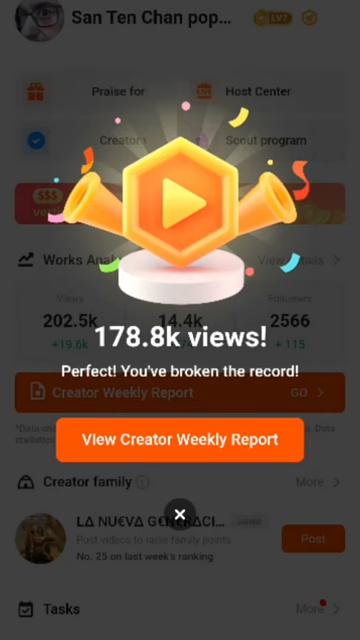 San Ten Chan pop...
LV7
Praise for
Host Center
Creators
Scout program
$$$
Works Analy
View details
Views
Followers
202.5k
14.4k
2566
+19.6k
+ 115
178.8k views!
Perfect! You've broken the record!
Creator Weekly Report
GO
View Creator Weekly Report
Creator family
More
LΔ NU€VΔ G€N€RΔCI...
Post videos to raise family points
Post
No. 25 on last week's ranking
Tasks
More